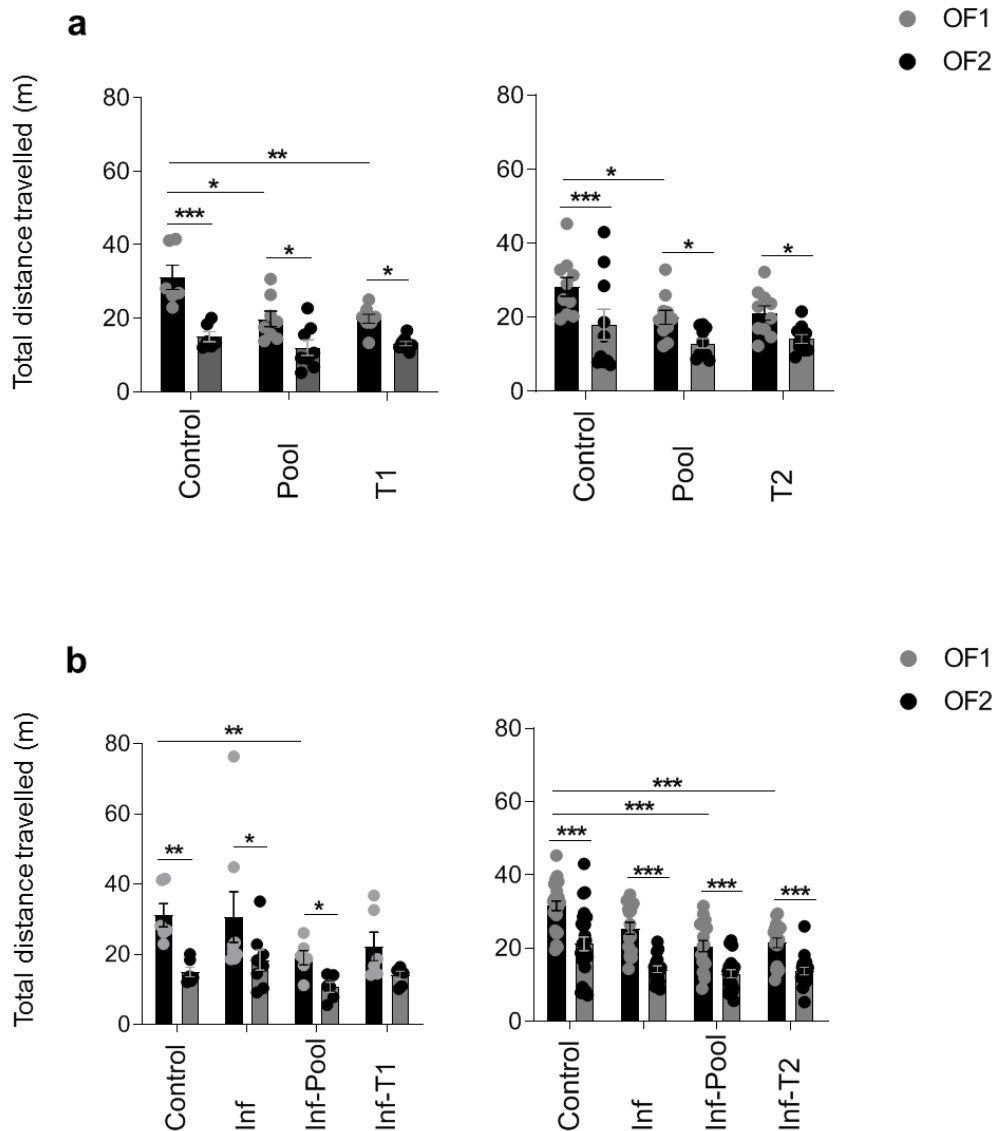 a
OF1
OF2
Total distance travelled (m)
80
60
40
20
0
**
*
***
*
*
Control
Pool
T1
80
60
40
20
0
*
***
*
*
Control
Pool
T2
b
OF1
OF2
Total distance travelled (m)
80
60
40
20
0
**
**
*
*
Control
Inf
Inf-Pool
Inf-T1
80
60
40
20
0
***
***
***
***
***
***
Control
Inf
Inf-Pool
Inf-T2